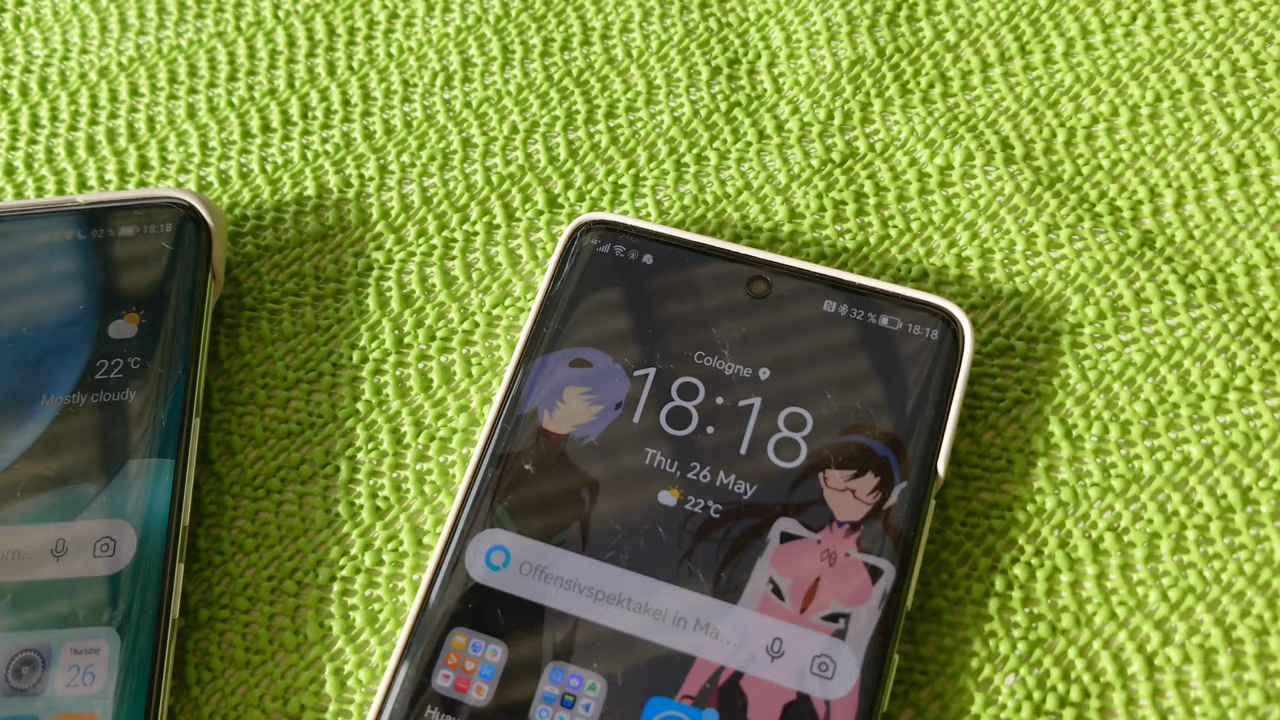 92 % 18:18
22°C
Mostly cloudy
Thursday
26
32 % 18:18
Cologne
18:18
Thu, 26 May
22°C
Offensivspektakel in Ma...